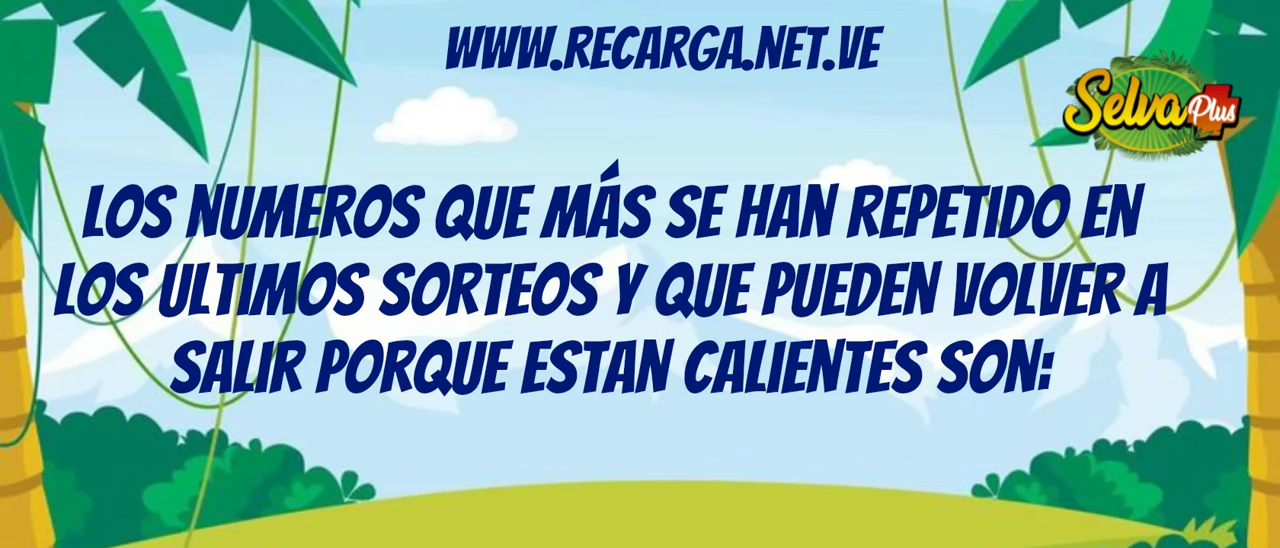 WWW.RECARGA.NET.VE
Selva Plus
LOS NUMEROS QUE MÁS SE HAN REPETIDO EN
LOS ULTIMOS SORTEOS Y QUE PUEDEN VOLVER A
SALIR PORQUE ESTAN CALIENTES SON: